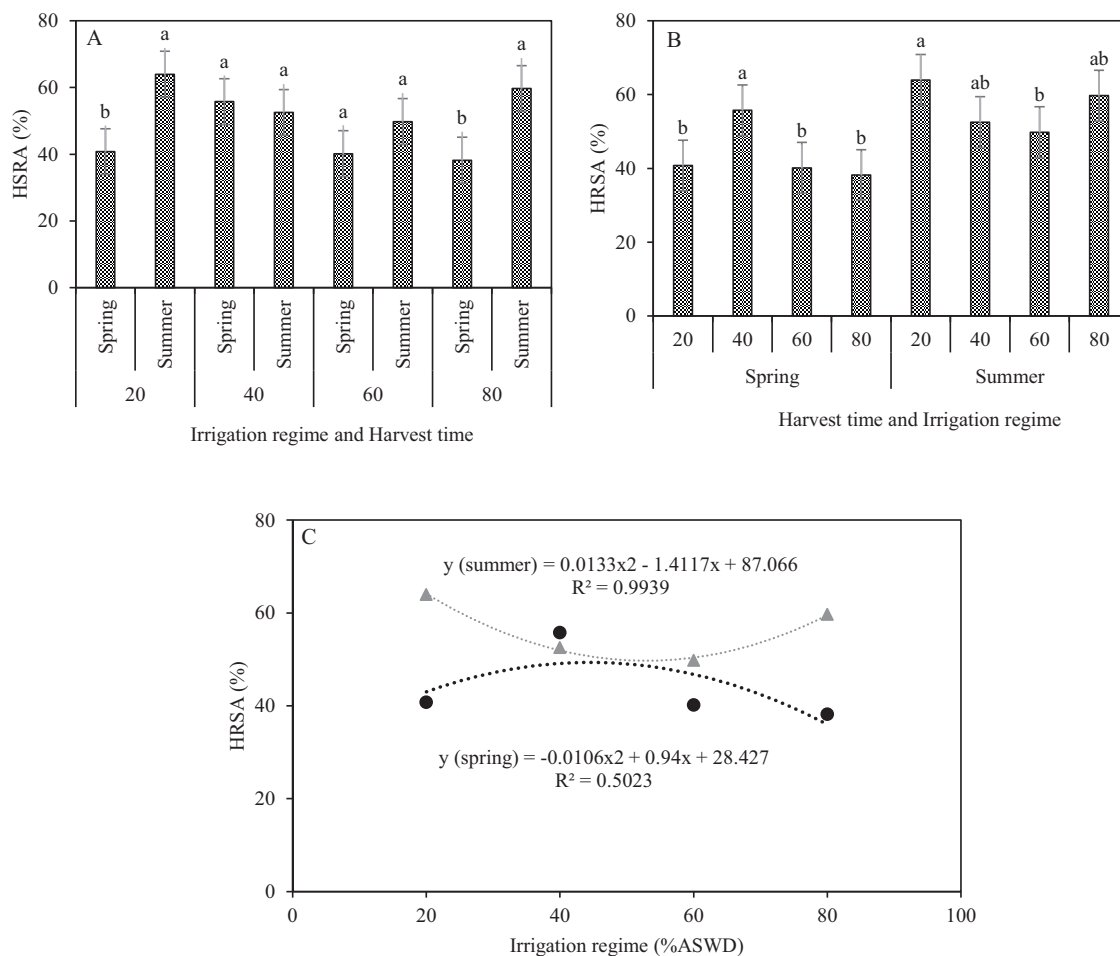 A
HSRA (%)
80
60
40
20
0
b
a
a
a
a
a
b
a
Spring
Summer
Spring
Summer
Spring
Summer
Spring
Summer
20
40
60
80
Irrigation regime and Harvest time
B
HRSA (%)
80
60
40
20
0
b
a
b
b
a
ab
b
ab
20
40
60
80
20
40
60
80
Spring
Summer
Harvest time and Irrigation regime
C
HRSA (%)
80
60
40
20
0
y (summer) = 0.0133x2 - 1.4117x + 87.066
R² = 0.9939
y (spring) = -0.0106x2 + 0.94x + 28.427
R² = 0.5023
0
20
40
60
80
100
Irrigation regime (%ASWD)